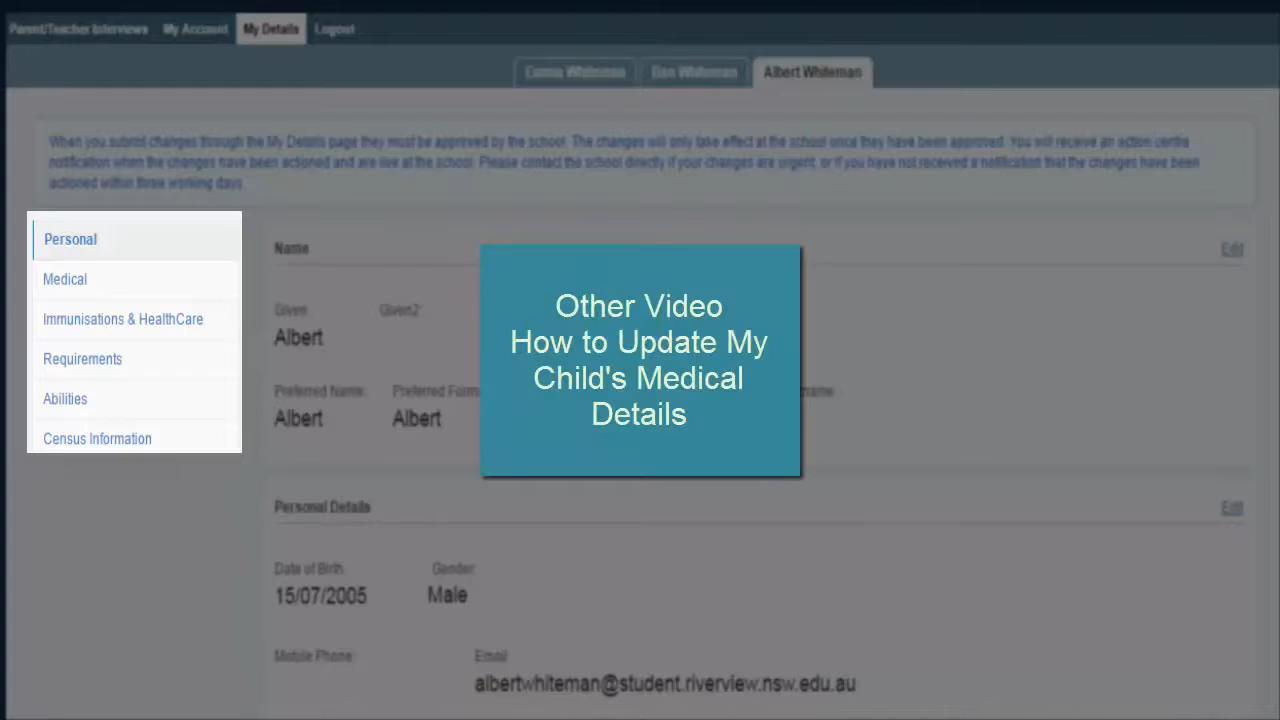 Parent/Teacher Interviews My Account My Details Logout
Emma Whiteman Dan Whiteman Albert Whiteman
When you submit changes through the My Details page they must be approved by the school. The changes will only take effect at the school once they have been approved. You will receive an action centre
notification when the changes have been actioned and are live at the school. Please contact the school directly if your changes are urgent, or if you have not received a notification that the changes have been
actioned within three working days.
Personal
Medical
Immunisations & HealthCare
Requirements
Abilities
Census Information
Name Edit
Given: Given2:
Albert
Preferred Name: Preferred
Albert Albert
Other Video
How to Update My
Child's Medical
Details
Personal Details Edit
Date of Birth: Gender:
15/07/2005 Male
Mobile Phone: Email:
albertwhiteman@student.riverview.nsw.edu.au